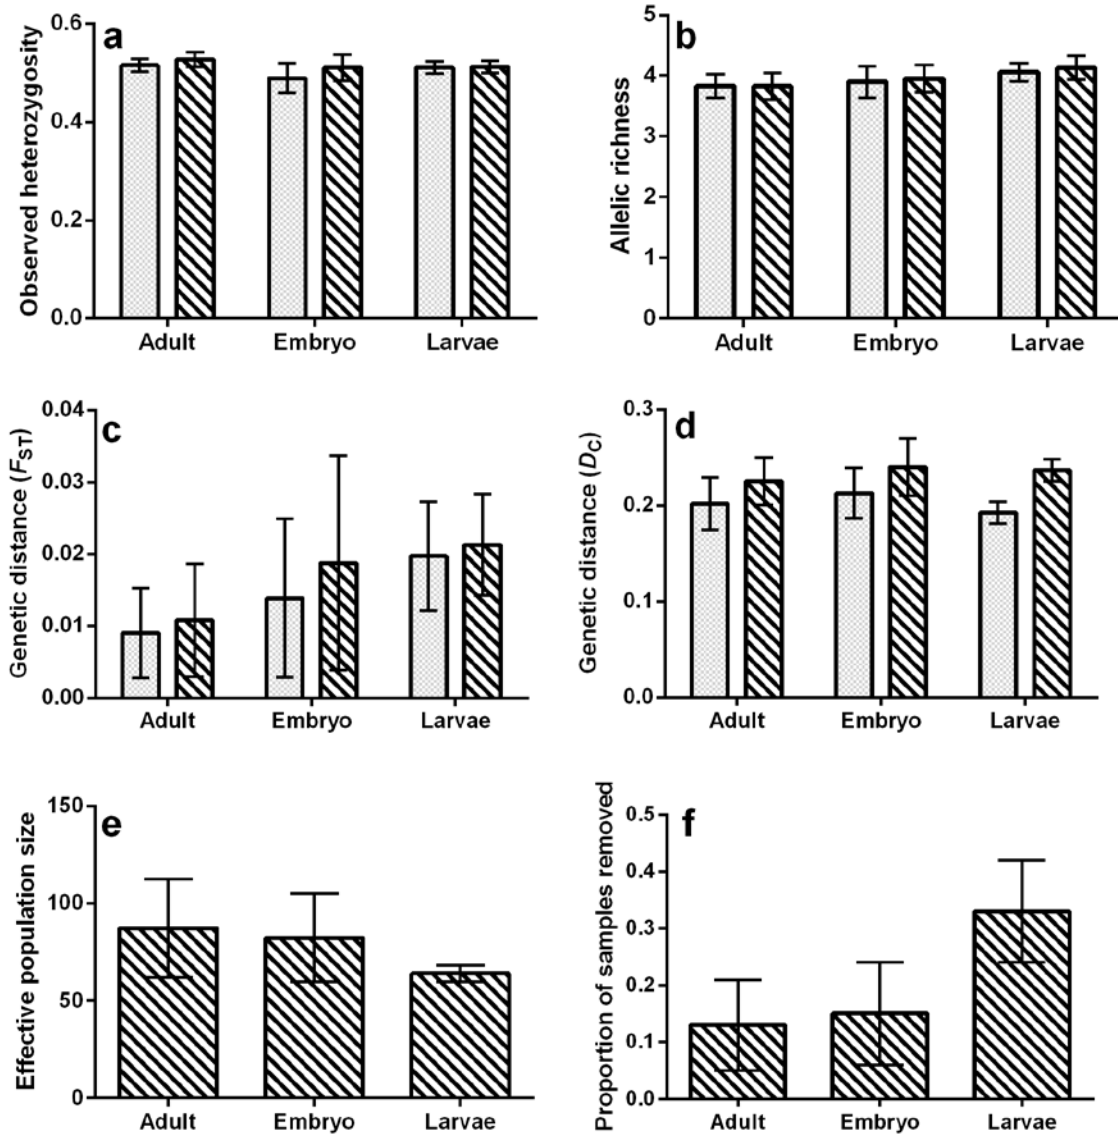 a
Observed heterozygosity
0.6
0.4
0.2
0.0
Adult Embryo Larvae
b
Allelic richness
5
4
3
2
1
0
Adult Embryo Larvae
c
Genetic distance (FST)
0.04
0.03
0.02
0.01
0.00
Adult Embryo Larvae
d
Genetic distance (DC)
0.3
0.2
0.1
0.0
Adult Embryo Larvae
e
Effective population size
150
100
50
0
Adult Embryo Larvae
f
Proportion of samples removed
0.5
0.4
0.3
0.2
0.1
0.0
Adult Embryo Larvae